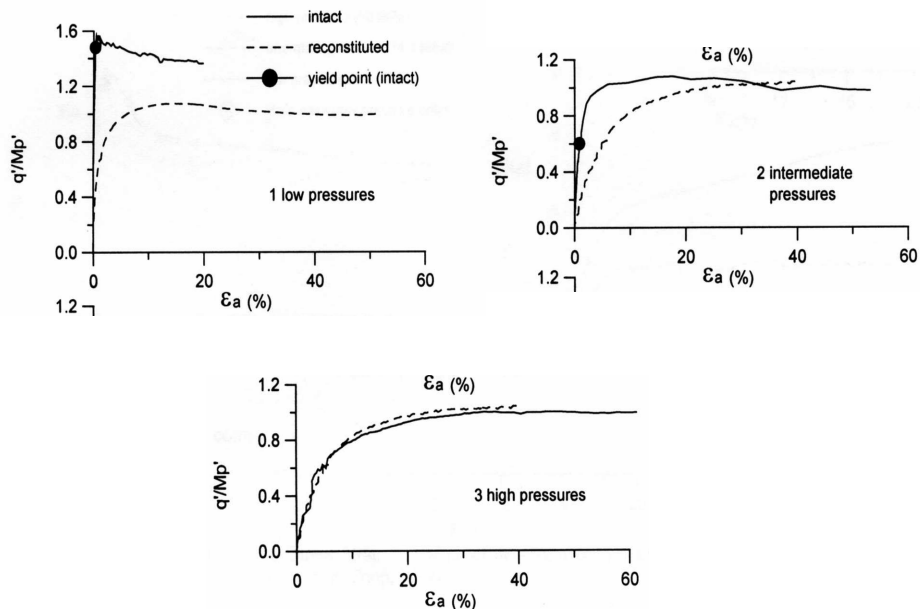 intact
reconstituted
yield point (intact)
1.6
1.2
0.8
0.4
0.0
q'/Mp'
1 low pressures
0 20 40 60
εa (%)
1.2
εa (%)
1.2
0.8
0.4
0.0
q'/Mp'
2 intermediate
pressures
0 20 40 60
εa (%)
1.2
εa (%)
1.2
0.8
0.4
0.0
q'/Mp'
3 high pressures
0 20 40 60
εa (%)